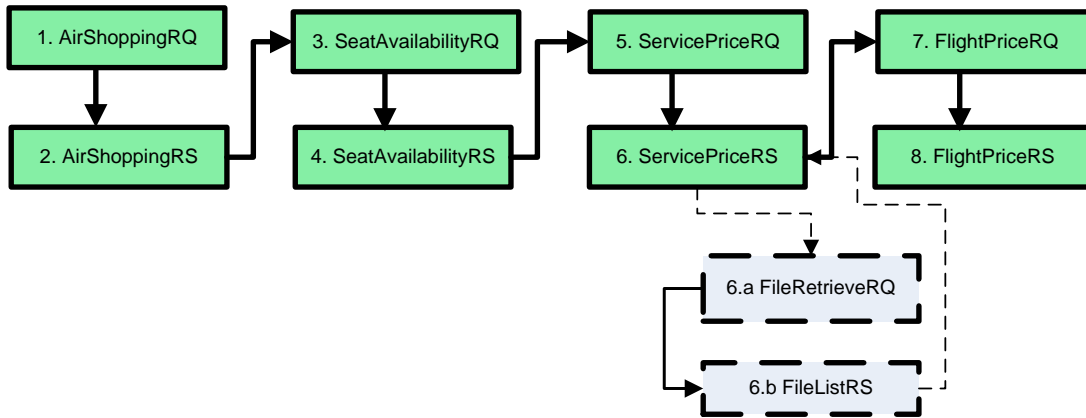 1. AirShoppingRQ
2. AirShoppingRS
3. SeatAvailabilityRQ
4. SeatAvailabilityRS
5. ServicePriceRQ
6. ServicePriceRS
7. FlightPriceRQ
8. FlightPriceRS
6.a FileRetrieveRQ
6.b FileListRS